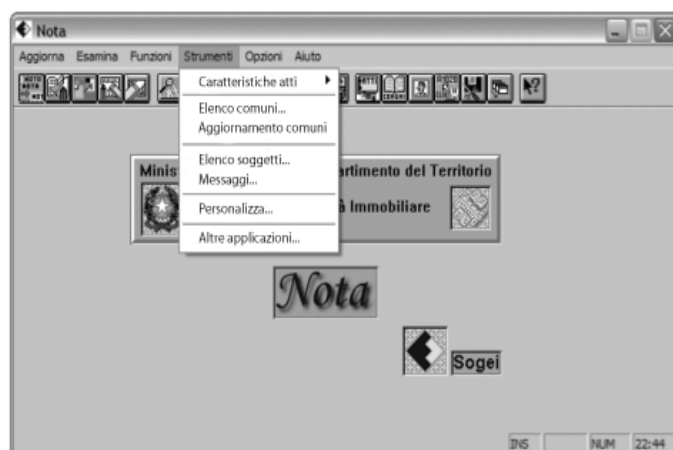 Nota
Aggiorna Esamina Funzioni Strumenti Opzioni Aiuto
Caratteristiche atti
Elenco comuni...
Aggiornamento comuni
Elenco soggetti...
Messaggi...
Personalizza...
Altre applicazioni...
Minis artimento del Territorio
à Immobiliare
Nota
Sogei
INS NUM 22:44